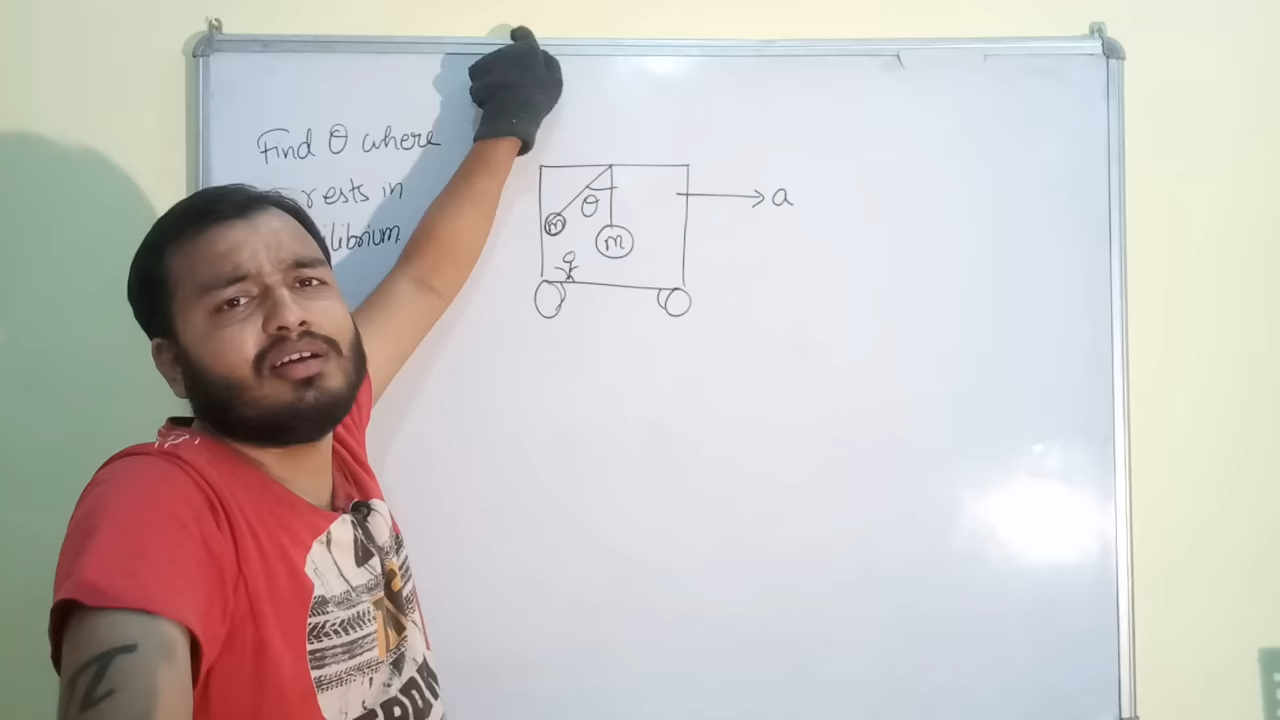 Find θ where
rests in
θ
m
m
a